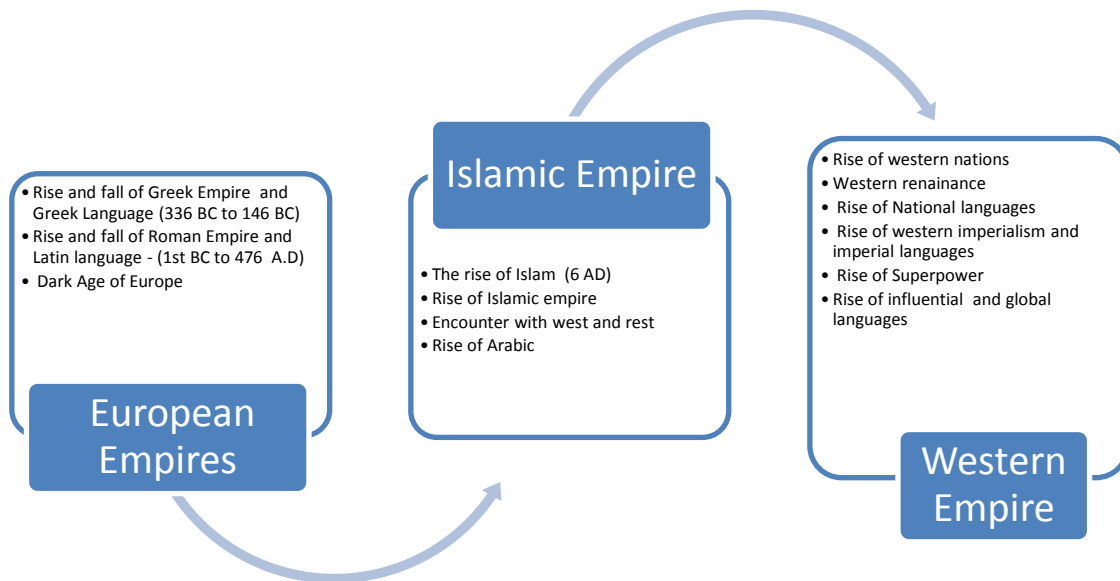 • Rise and fall of Greek Empire and
Greek Language (336 BC to 146 BC)
• Rise and fall of Roman Empire and
Latin language - (1st BC to 476 A.D)
• Dark Age of Europe
European
Empires
Islamic Empire
• The rise of Islam (6 AD)
• Rise of Islamic empire
• Encounter with west and rest
• Rise of Arabic
• Rise of western nations
• Western renainance
• Rise of National languages
• Rise of western imperialism and
imperial languages
• Rise of Superpower
• Rise of influential and global
languages
Western
Empire